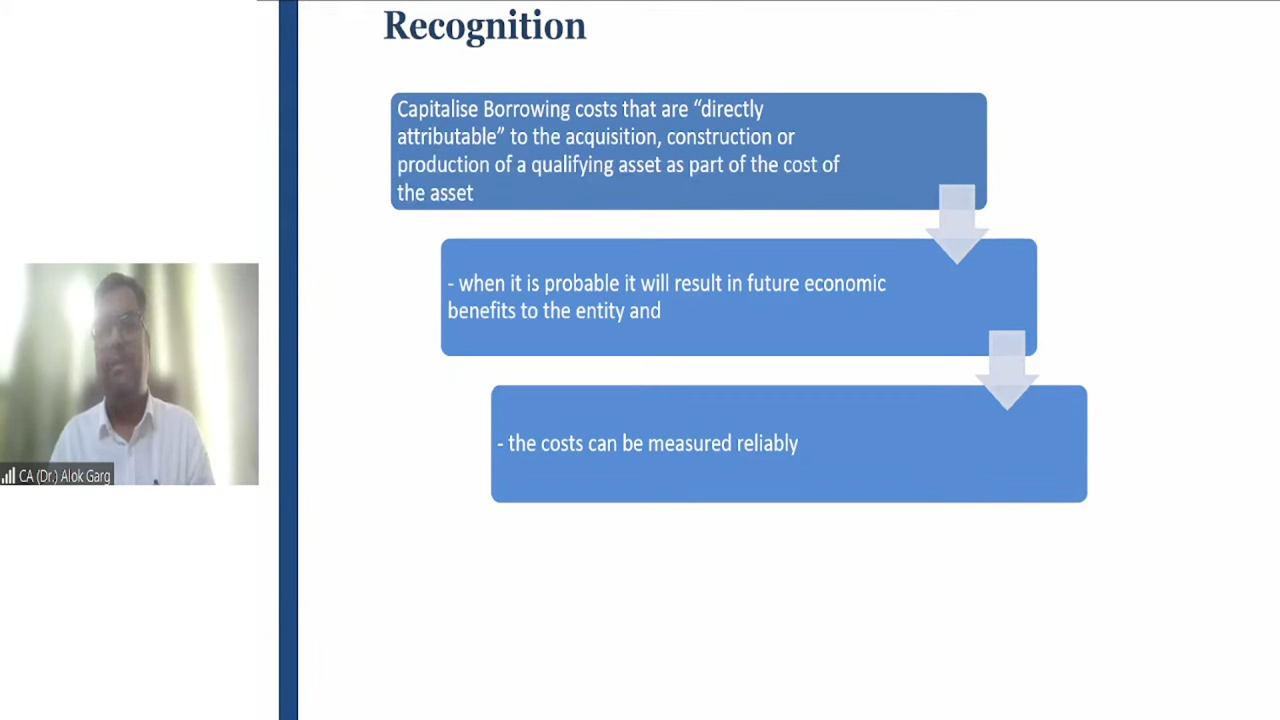 Recognition
Capitalise Borrowing costs that are “directly
attributable” to the acquisition, construction or
production of a qualifying asset as part of the cost of
the asset
- when it is probable it will result in future economic
benefits to the entity and
- the costs can be measured reliably
CA (Dr.) Alok Garg